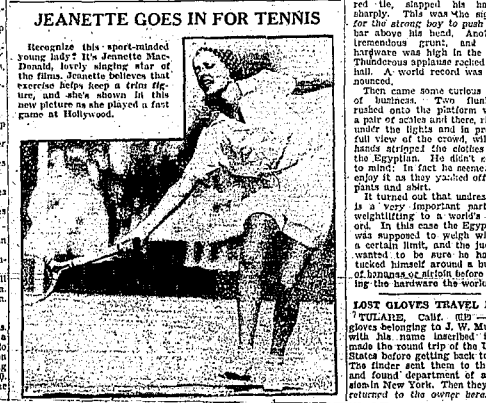 JEANETTE GOES IN FOR TENNIS
Recognize this sport-minded
young lady? It's Jeannette Mac-
Donald, lovely singing star of
the films. Jeanette believes that
exercise helps keep a trim fig-
ure, and she's shown in this
new picture as she played a fast
game at Hollywood.
red tie, slapped his
sharply. This was the
for the strong boy to push
bar above his head.
tremendous grunt, and
hardware was high in the
Thunderous applause rocked
hall. A world record was
nounced.
Then came some curious
of business. Two
rushed onto the platform
a pair of scales and there,
under the lights and in
full view of the crowd,
hands stripped the clothes
the Egyptian. He didn't
to mind; in fact he
enjoy it as they yanked off
pants and shirt.
It turned out that
is a very important part
weightlifting to a world's
ord. In this case the
was supposed to weigh
a certain limit, and the
wanted to be sure he
tucked himself around a
of bananas or sirloin before
ing the hardware the
LOST GLOVES TRAVEL
TULARE, Calif. (UP)—
gloves belonging to J. W.
with his name inscribed
made the round trip of the
States before getting back to
The finder sent them to the
and found department of a
sion in New York. Then they
returned to the owner